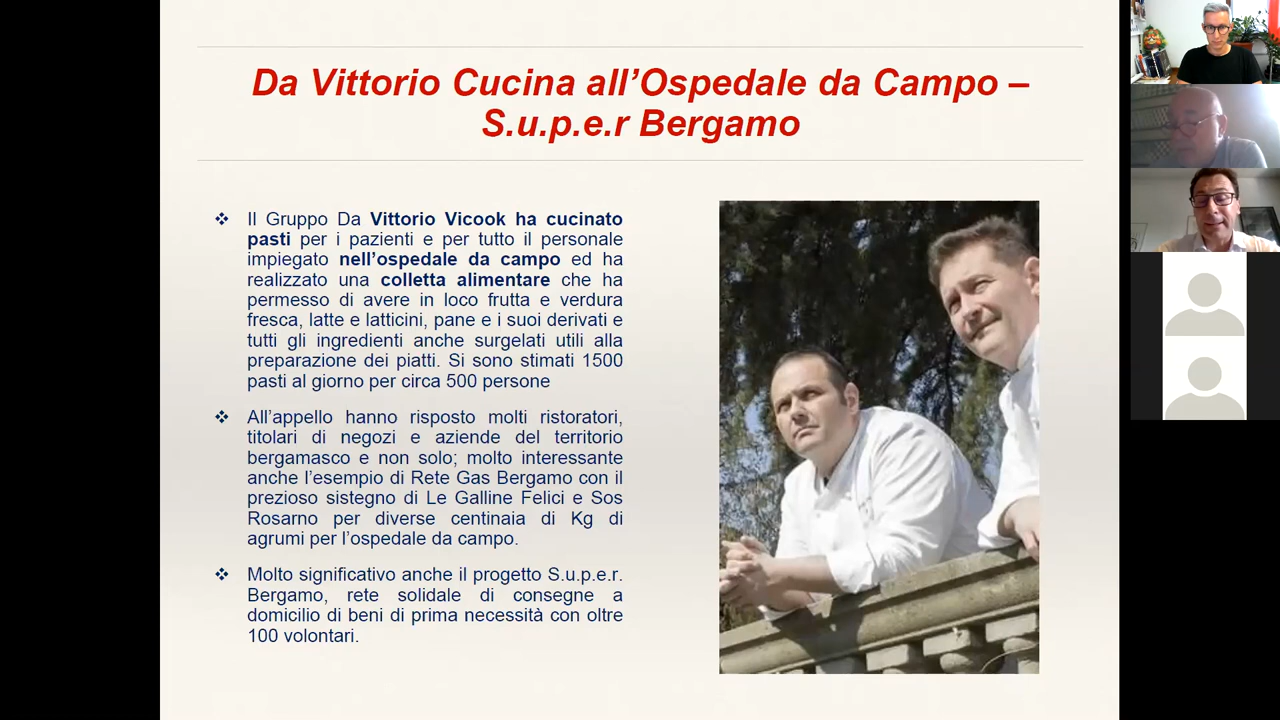 Da Vittorio Cucina all’Ospedale da Campo –
S.u.p.e.r Bergamo
❖ Il Gruppo Da Vittorio Vicook ha cucinato
pasti per i pazienti e per tutto il personale
impiegato nell’ospedale da campo ed ha
realizzato una colletta alimentare che ha
permesso di avere in loco frutta e verdura
fresca, latte e latticini, pane e i suoi derivati e
tutti gli ingredienti anche surgelati utili alla
preparazione dei piatti. Si sono stimati 1500
pasti al giorno per circa 500 persone
❖ All’appello hanno risposto molti ristoratori,
titolari di negozi e aziende del territorio
bergamasco e non solo; molto interessante
anche l’esempio di Rete Gas Bergamo con il
prezioso sistegno di Le Galline Felici e Sos
Rosarno per diverse centinaia di Kg di
agrumi per l’ospedale da campo.
❖ Molto significativo anche il progetto S.u.p.e.r.
Bergamo, rete solidale di consegne a
domicilio di beni di prima necessità con oltre
100 volontari.